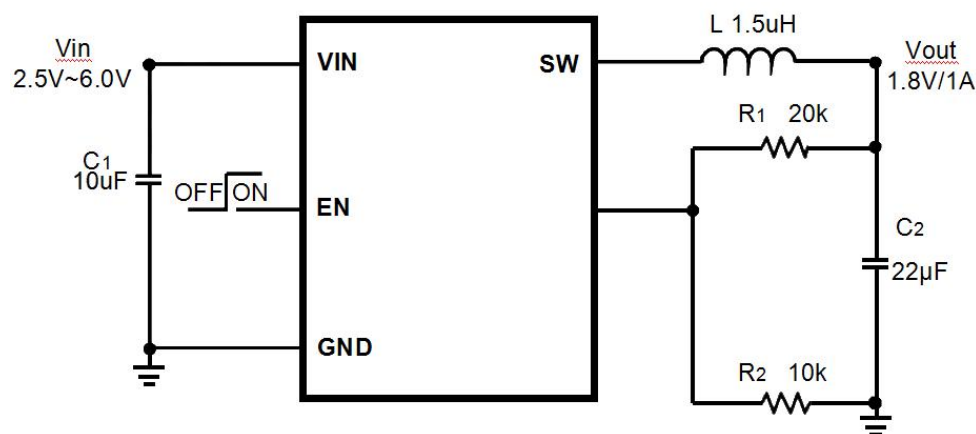 Vin
2.5V~6.0V
C1
10uF
OFF ON
VIN
EN
GND
SW
L 1.5uH
Vout
1.8V/1A
R1 20k
C2
22µF
R2 10k